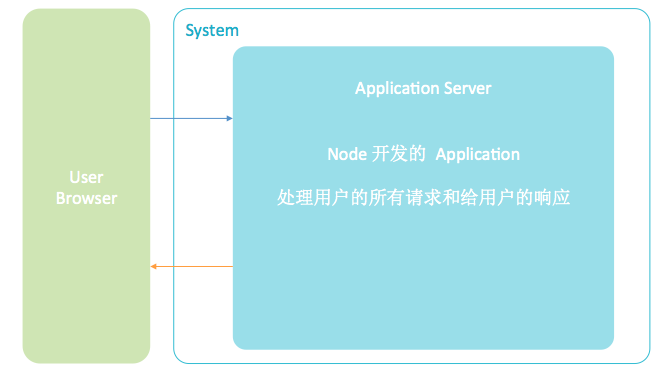 System
Application Server
Node 开发的 Application
处理用户的所有请求和给用户的响应
User
Browser